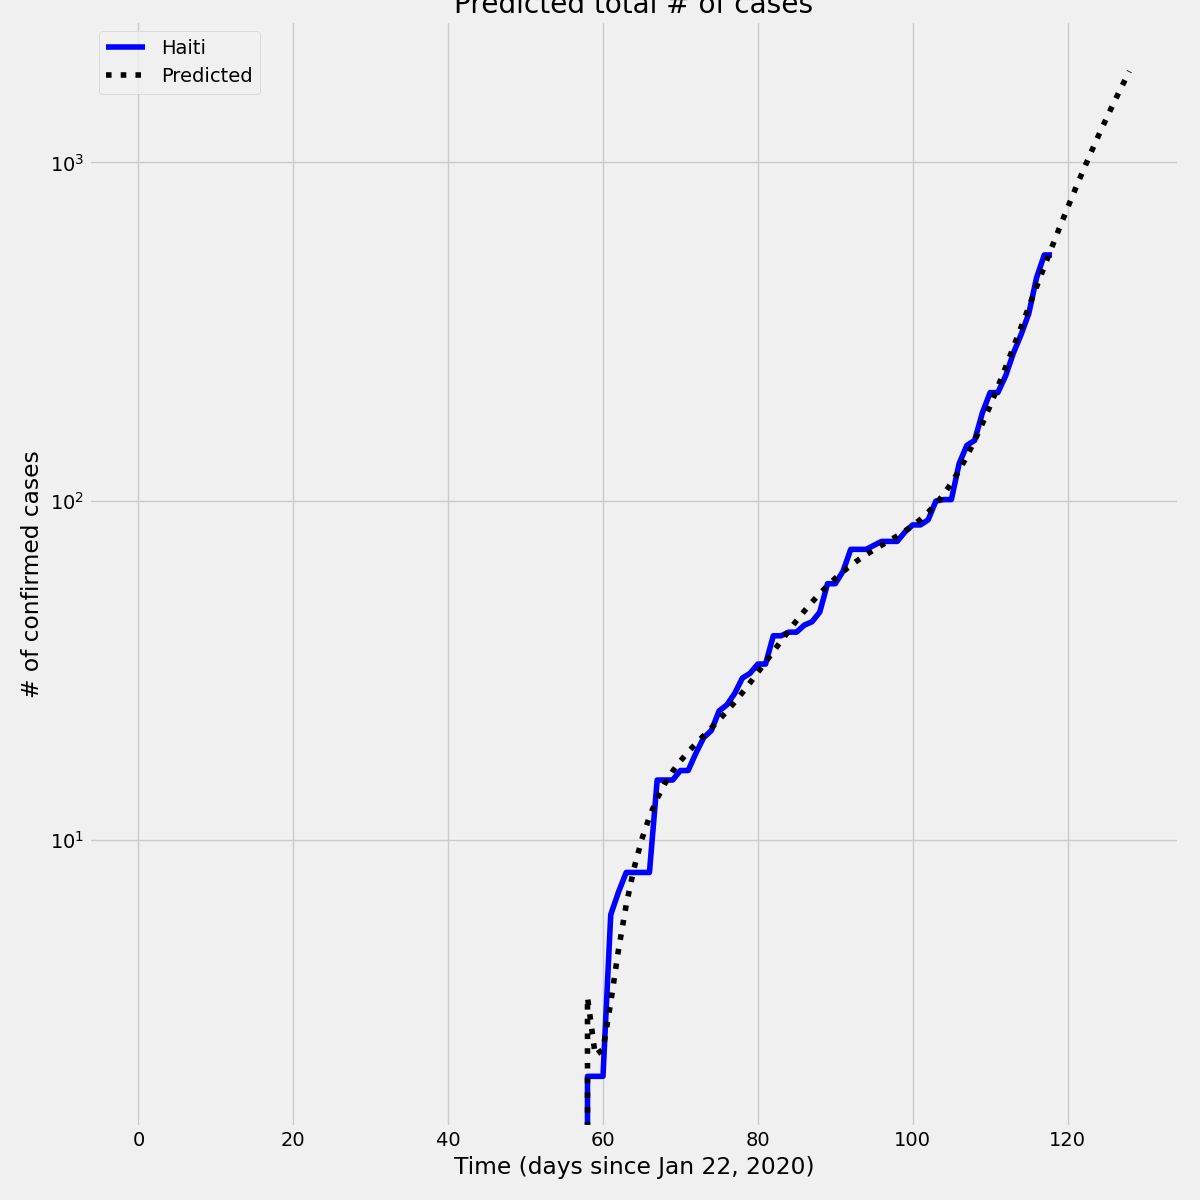 Predicted total # of cases
Haiti
Predicted
10³
10²
10¹
# of confirmed cases
0 20 40 60 80 100 120
Time (days since Jan 22, 2020)